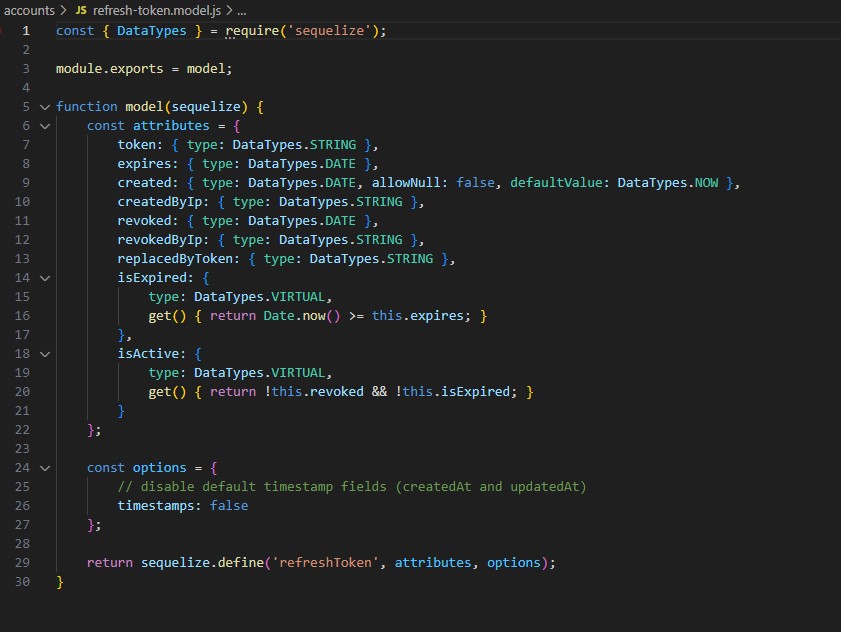 accounts > JS refresh-token.model.js > ...
1 const { DataTypes } = require('sequelize');
2
3 module.exports = model;
4
5 function model(sequelize) {
6     const attributes = {
7         token: { type: DataTypes.STRING },
8         expires: { type: DataTypes.DATE },
9         created: { type: DataTypes.DATE, allowNull: false, defaultValue: DataTypes.NOW },
10         createdByIp: { type: DataTypes.STRING },
11         revoked: { type: DataTypes.DATE },
12         revokedByIp: { type: DataTypes.STRING },
13         replacedByToken: { type: DataTypes.STRING },
14         isExpired: {
15             type: DataTypes.VIRTUAL,
16             get() { return Date.now() >= this.expires; }
17         },
18         isActive: {
19             type: DataTypes.VIRTUAL,
20             get() { return !this.revoked && !this.isExpired; }
21         }
22     };
23
24     const options = {
25         // disable default timestamp fields (createdAt and updatedAt)
26         timestamps: false
27     };
28
29     return sequelize.define('refreshToken', attributes, options);
30 }